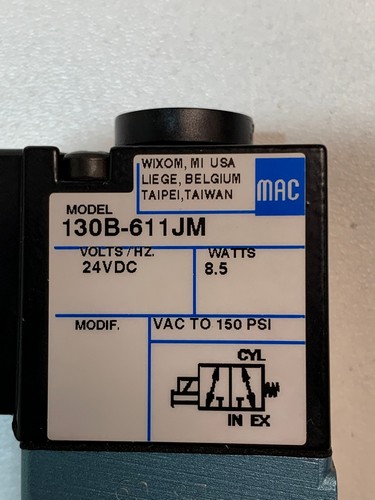 WIXOM, MI USA
LIEGE, BELGIUM
TAIPEI,TAIWAN
MAC
MODEL
130B-611JM
VOLTS/HZ.
24VDC
WATTS
8.5
MODIF.
VAC TO 150 PSI
CYL
IN EX